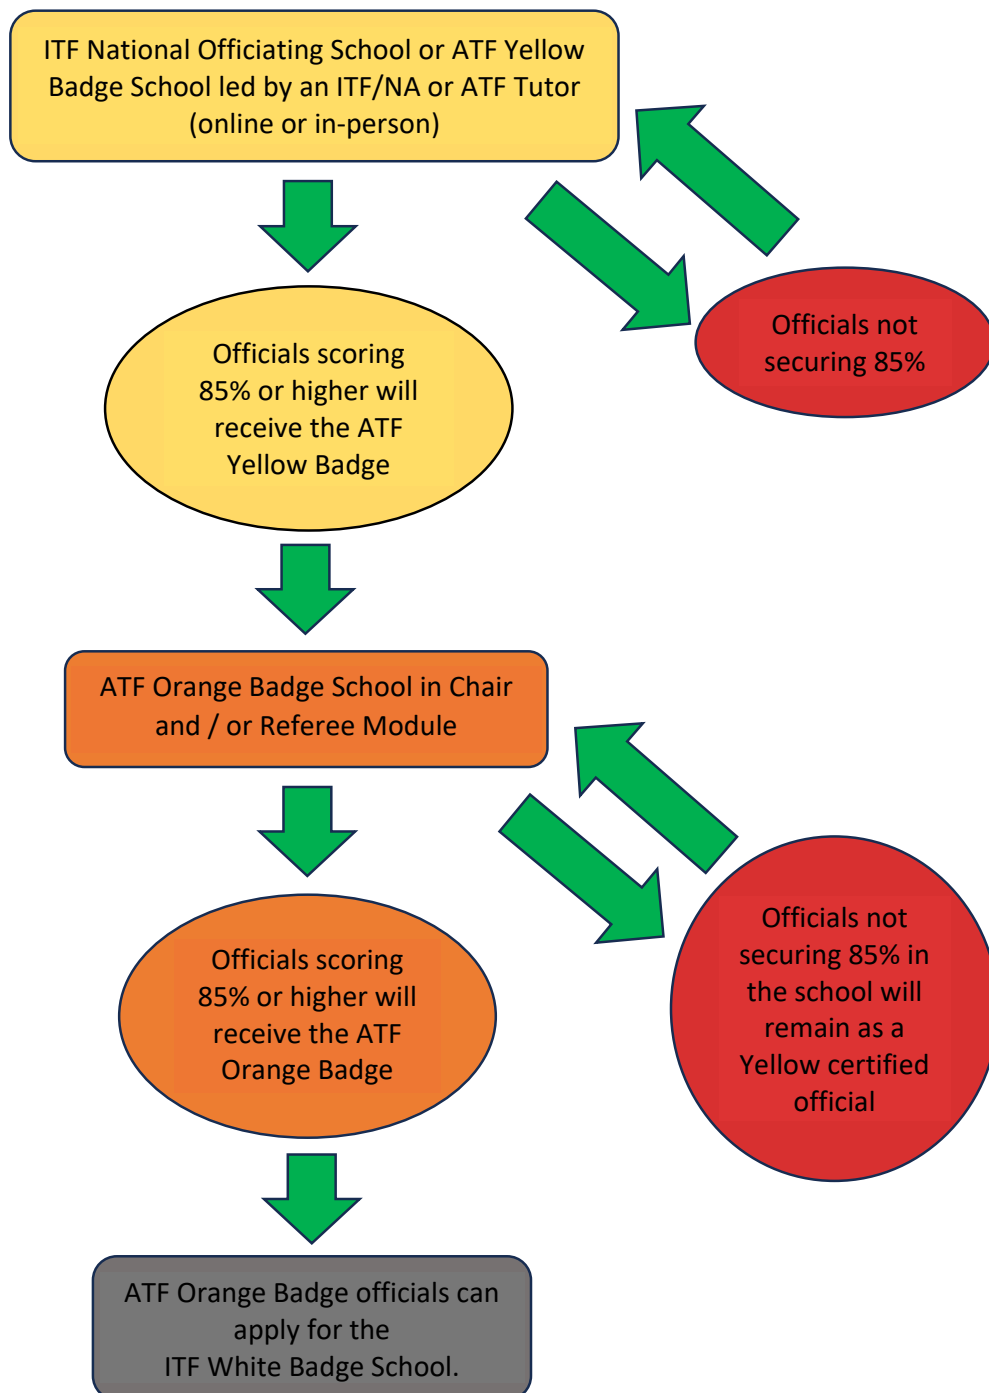 ITF National Officiating School or ATF Yellow
Badge School led by an ITF/NA or ATF Tutor
(online or in-person)
Officials not
securing 85%
Officials scoring
85% or higher will
receive the ATF
Yellow Badge
ATF Orange Badge School in Chair
and / or Referee Module
Officials scoring
85% or higher will
receive the ATF
Orange Badge
Officials not
securing 85% in
the school will
remain as a
Yellow certified
official
ATF Orange Badge officials can
apply for the
ITF White Badge School.